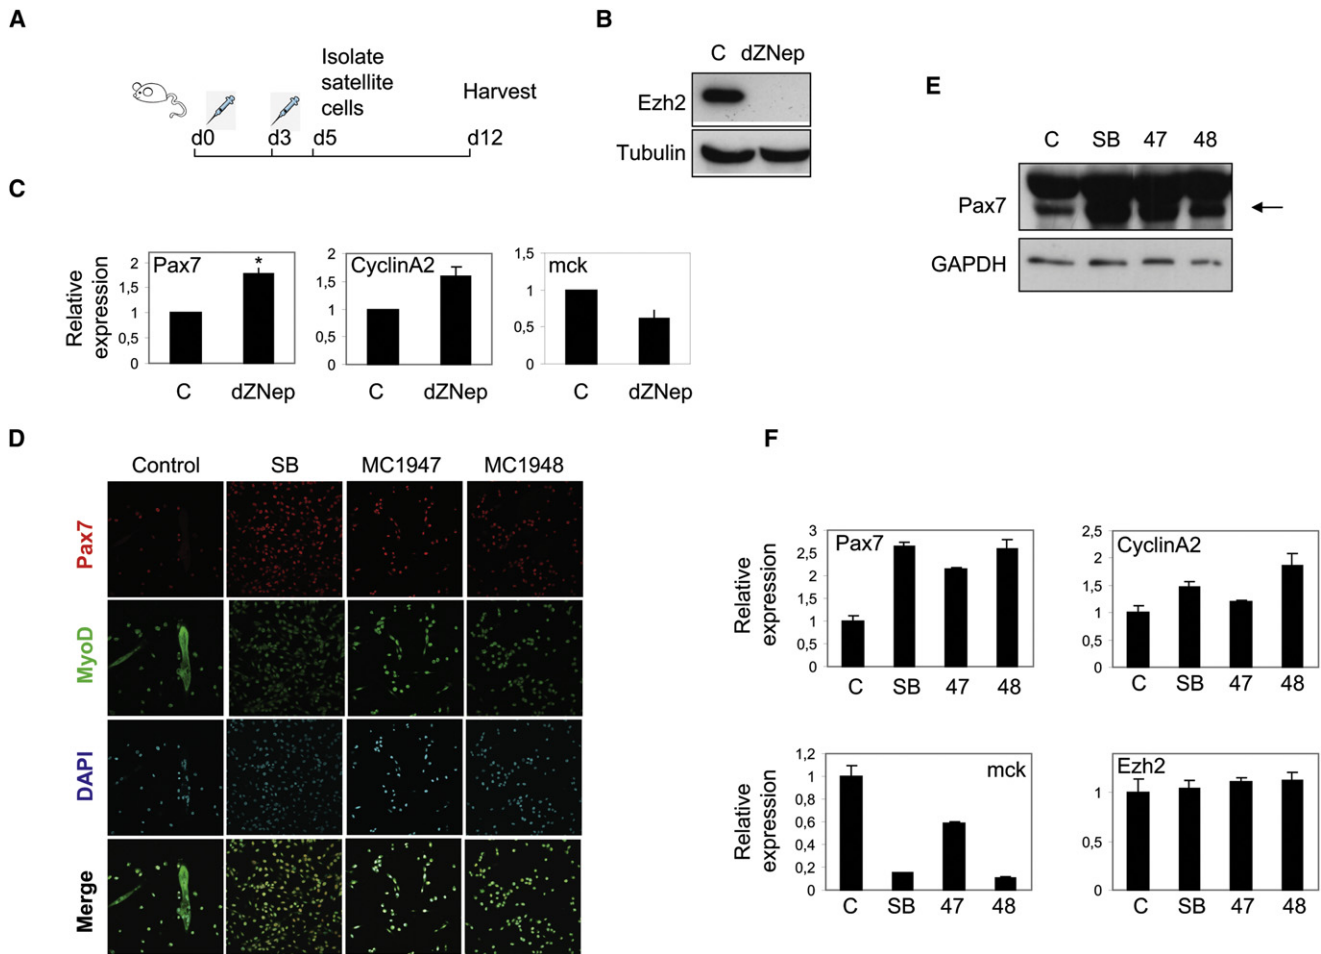 A
Isolate
satellite
cells
Harvest
d0
d3
d5
d12
B
C dZNep
Ezh2
Tubulin
C
Relative
expression
Pax7
2
1,5
1
0,5
0
*
C
dZNep
CyclinA2
2
1,5
1
0,5
0
C
dZNep
mck
1,5
1
0,5
0
C
dZNep
D
Control
SB
MC1947
MC1948
Pax7
MyoD
DAPI
Merge
E
C
SB
47
48
Pax7
GAPDH
F
Relative
expression
Pax7
3
2,5
2
1,5
1
0,5
0
C
SB
47
48
CyclinA2
2,5
2
1,5
1
0,5
0
C
SB
47
48
Relative
expression
mck
1,2
1
0,8
0,6
0,4
0,2
0
C
SB
47
48
Ezh2
1
0,5
0
C
SB
47
48